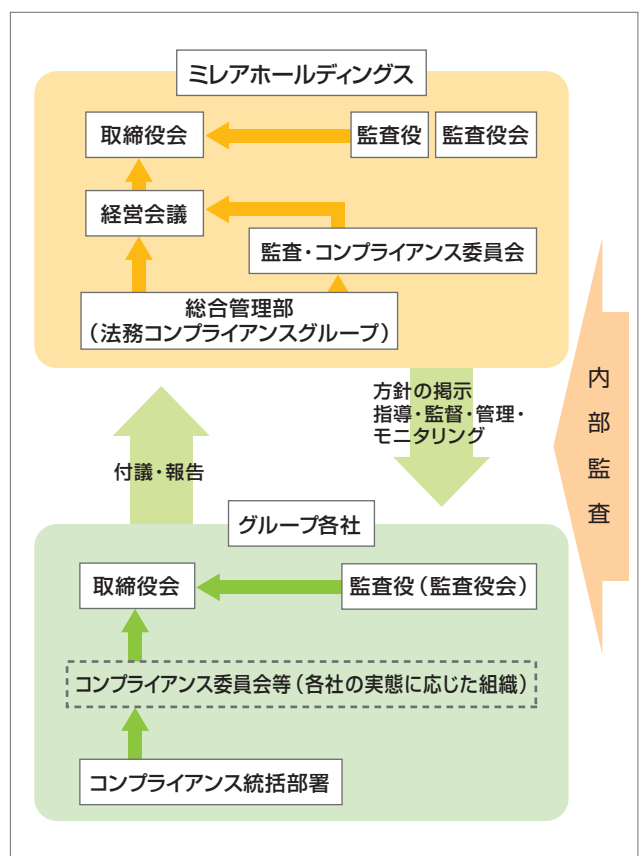 ミレアホールディングス
取締役会
監査役
監査役会
経営会議
監査・コンプライアンス委員会
総合管理部
(法務コンプライアンスグループ)
方針の掲示
指導・監督・管理・
モニタリング
付議・報告
内部監査
グループ各社
取締役会
監査役(監査役会)
コンプライアンス委員会等(各社の実態に応じた組織)
コンプライアンス統括部署